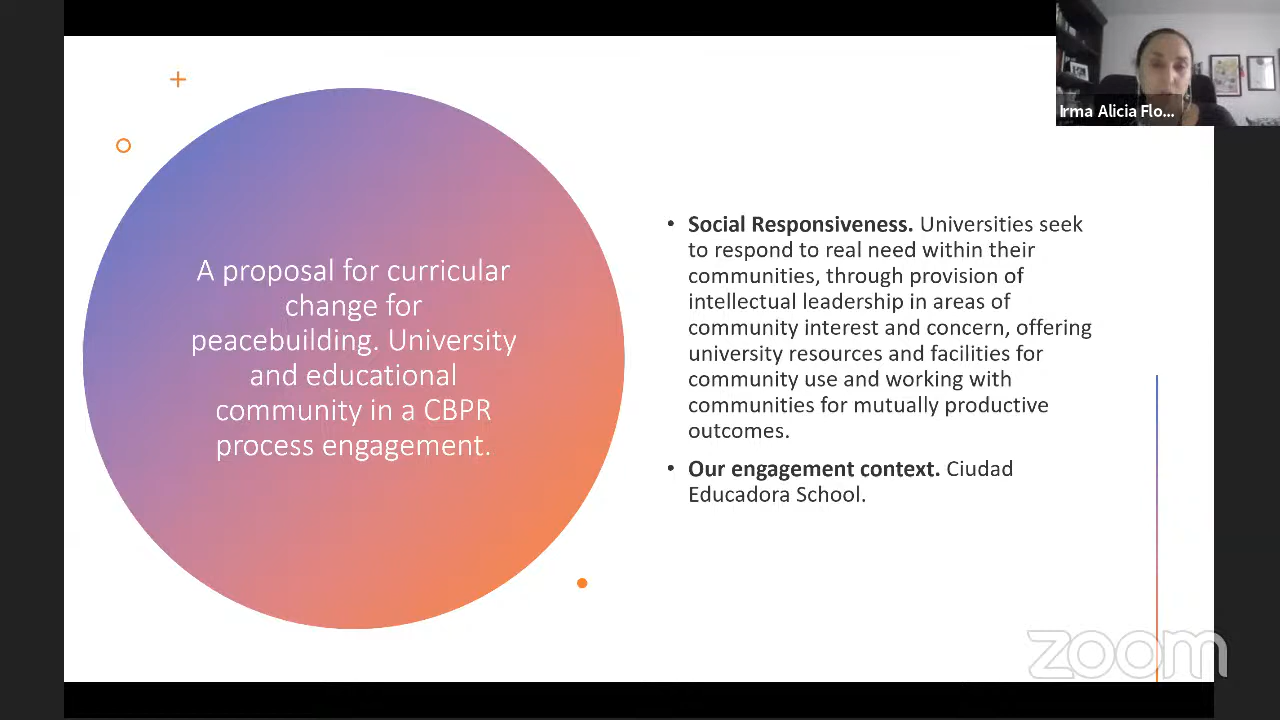 Irma Alicia Flo...
A proposal for curricular
change for
peacebuilding. University
and educational
community in a CBPR
process engagement.
• Social Responsiveness. Universities seek
to respond to real need within their
communities, through provision of
intellectual leadership in areas of
community interest and concern, offering
university resources and facilities for
community use and working with
communities for mutually productive
outcomes.
• Our engagement context. Ciudad
Educadora School.
zoom